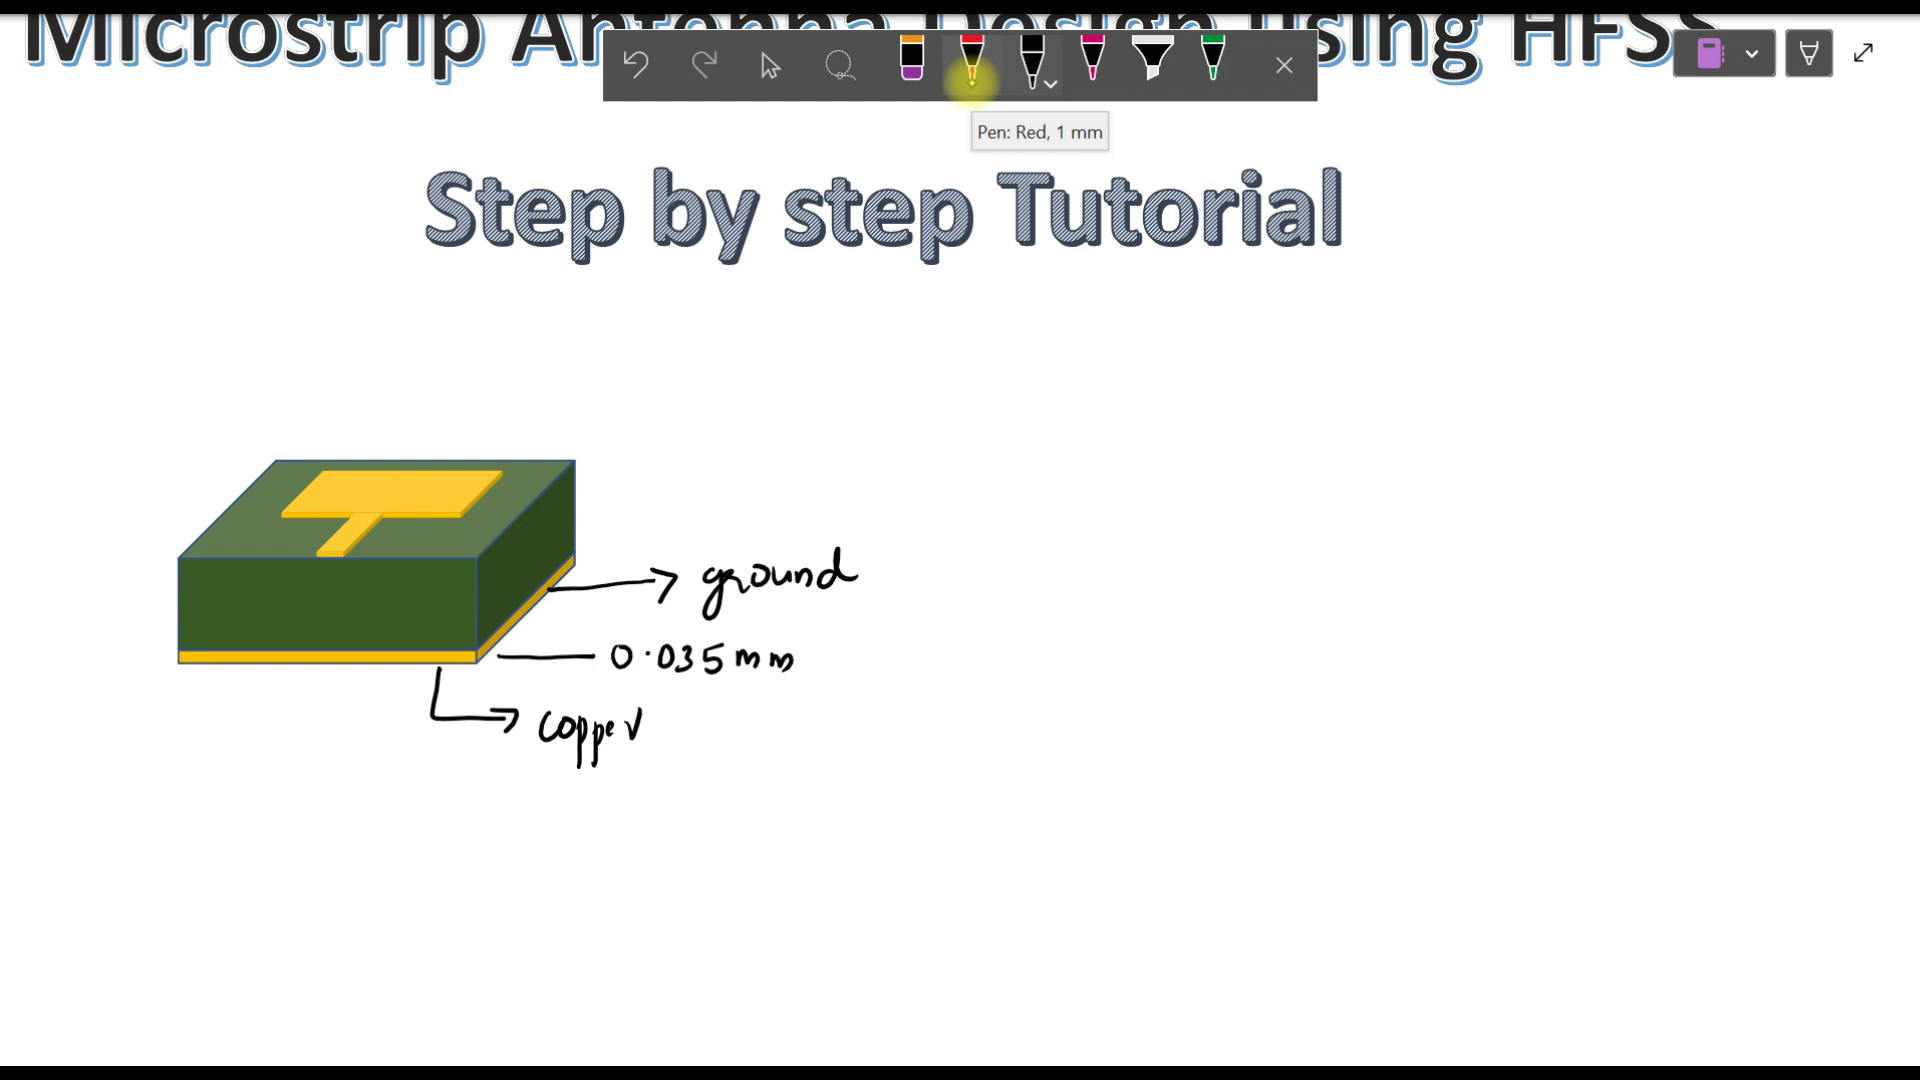 Microstrip Antenna Design using HFSS
Pen: Red, 1 mm
Step by step Tutorial
ground
0.035mm
copper